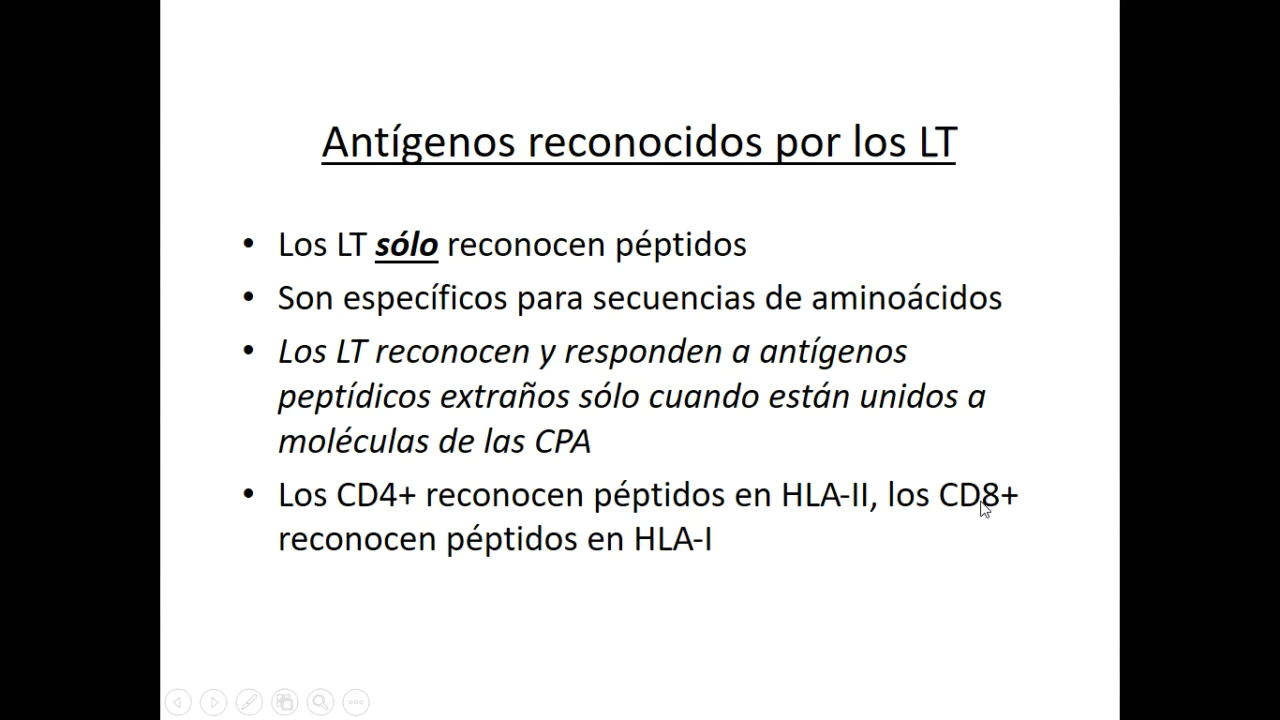 Antígenos reconocidos por los LT
• Los LT sólo reconocen péptidos
• Son específicos para secuencias de aminoácidos
• Los LT reconocen y responden a antígenos
peptídicos extraños sólo cuando están unidos a
moléculas de las CPA
• Los CD4+ reconocen péptidos en HLA-II, los CD8+
reconocen péptidos en HLA-I